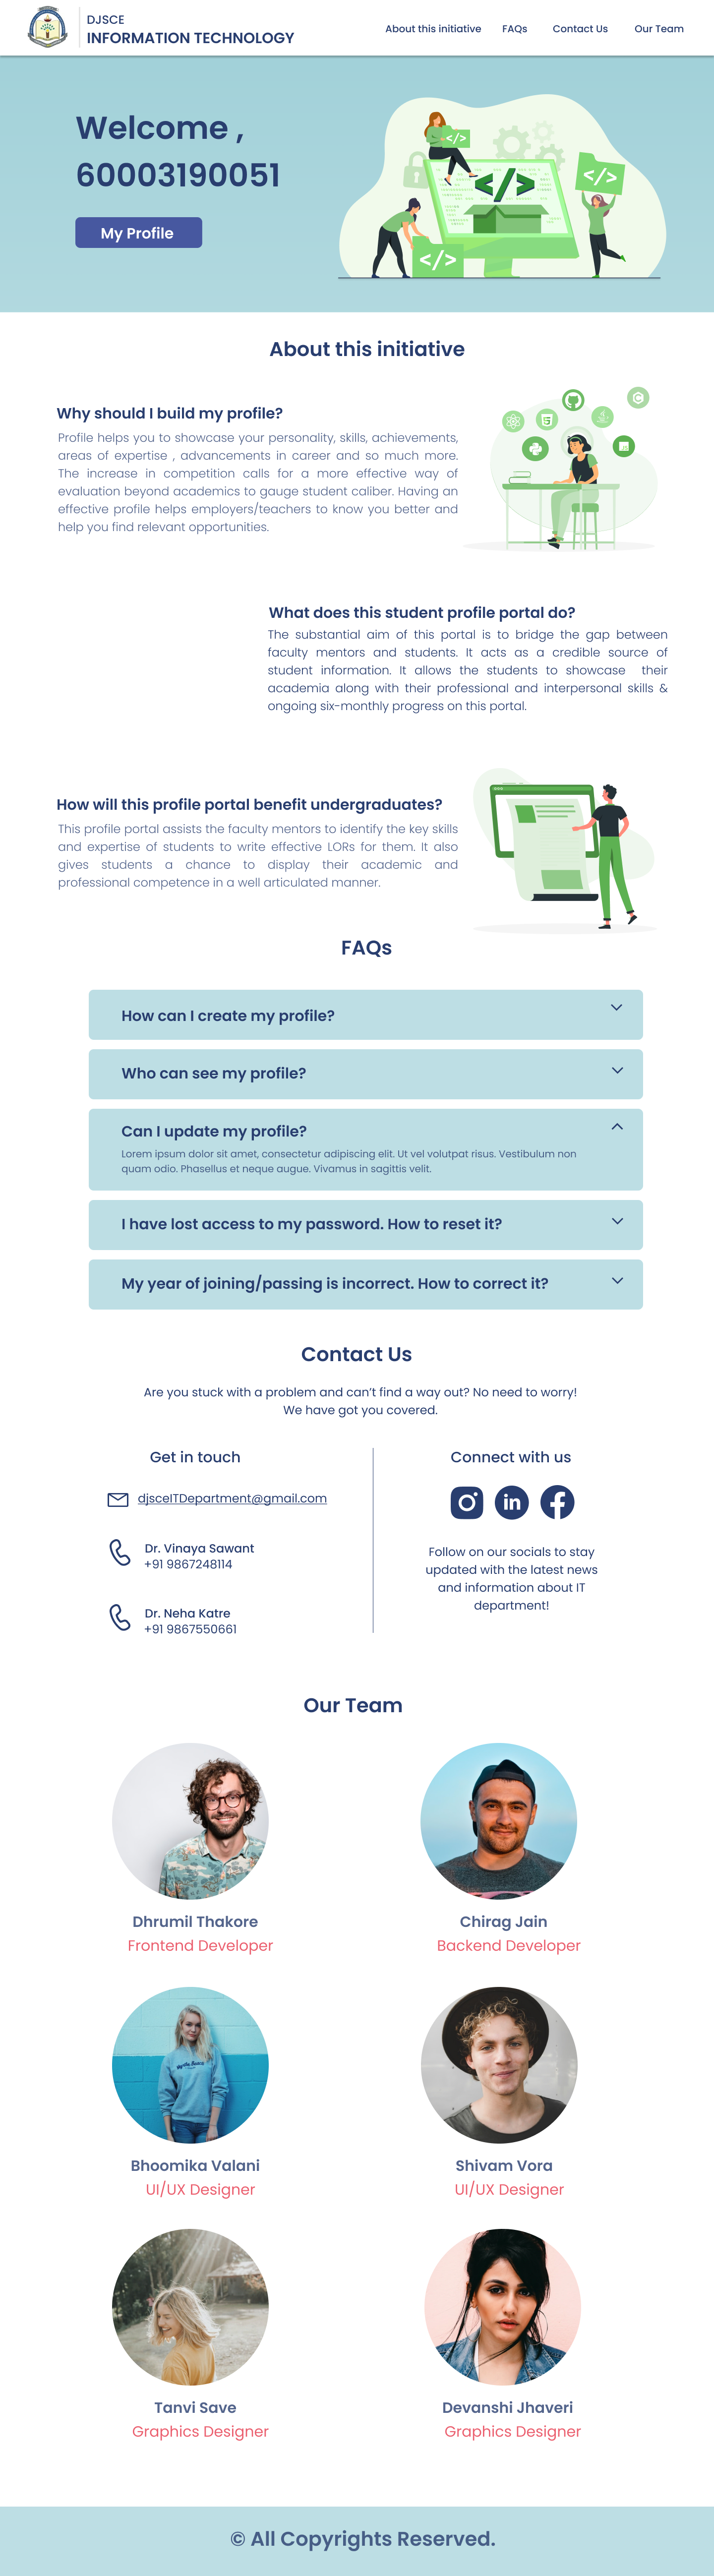 DJSCE
INFORMATION TECHNOLOGY
About this initiative
FAQs
Contact Us
Our Team
Welcome ,
60003190051
My Profile
</>
</>
</>
</>
About this initiative
Why should I build my profile?
Profile helps you to showcase your personality, skills, achievements,
areas of expertise , advancements in career and so much more.
The increase in competition calls for a more effective way of
evaluation beyond academics to gauge student caliber. Having an
effective profile helps employers/teachers to know you better and
help you find relevant opportunities.
What does this student profile portal do?
The substantial aim of this portal is to bridge the gap between
faculty mentors and students. It acts as a credible source of
student information. It allows the students to showcase their
academia along with their professional and interpersonal skills &
ongoing six-monthly progress on this portal.
How will this profile portal benefit undergraduates?
This profile portal assists the faculty mentors to identify the key skills
and expertise of students to write effective LORs for them. It also
gives students a chance to display their academic and
professional competence in a well articulated manner.
FAQs
How can I create my profile?
Who can see my profile?
Can I update my profile?
Lorem ipsum dolor sit amet, consectetur adipiscing elit. Ut vel volutpat risus. Vestibulum non
quam odio. Phasellus et neque augue. Vivamus in sagittis velit.
I have lost access to my password. How to reset it?
My year of joining/passing is incorrect. How to correct it?
Contact Us
Are you stuck with a problem and can't find a way out? No need to worry!
We have got you covered.
Get in touch
djsceITDepartment@gmail.com
Dr. Vinaya Sawant
+91 9867248114
Dr. Neha Katre
+91 9867550661
Connect with us
Follow on our socials to stay
updated with the latest news
and information about IT
department!
Our Team
Dhrumil Thakore
Frontend Developer
Chirag Jain
Backend Developer
Bhoomika Valani
UI/UX Designer
Shivam Vora
UI/UX Designer
Tanvi Save
Graphics Designer
Devanshi Jhaveri
Graphics Designer
© All Copyrights Reserved.